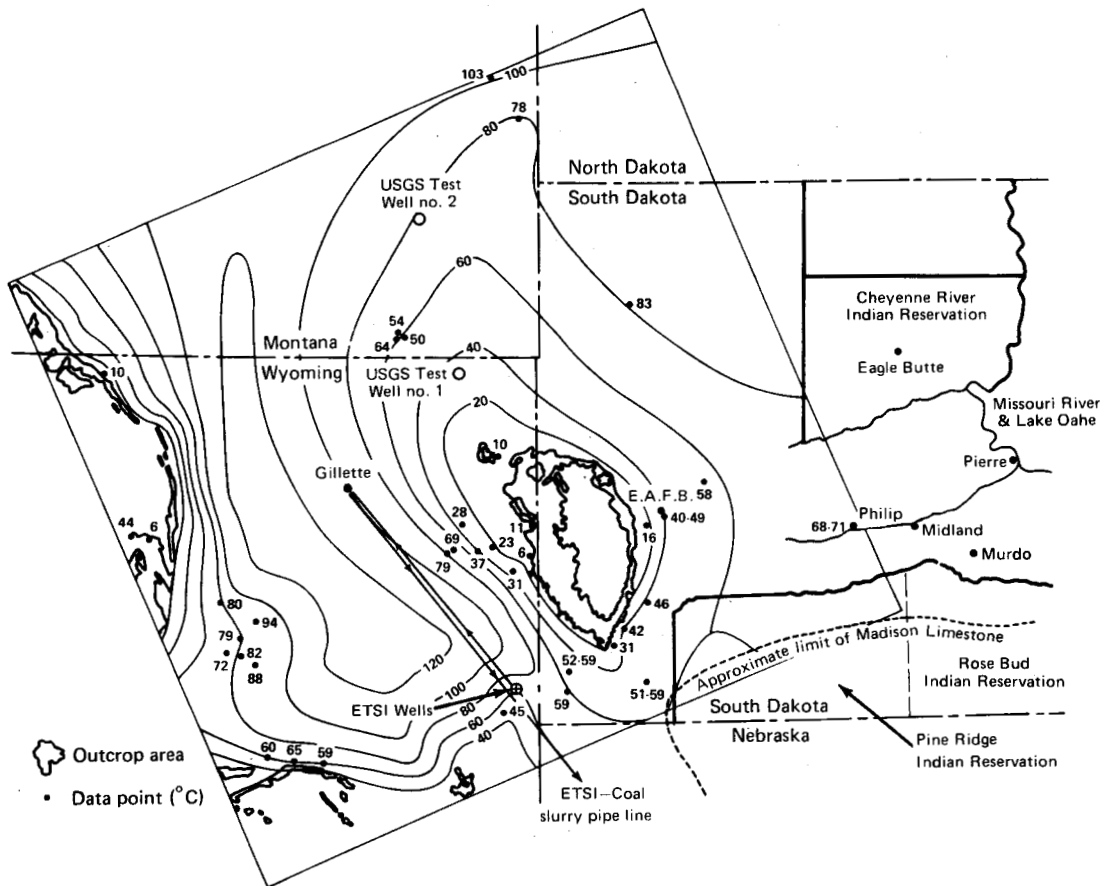 103
100
78
80
North Dakota
South Dakota
USGS Test
Well no. 2
60
83
Cheyenne River
Indian Reservation
54
50
64
Montana
Wyoming
40
Eagle Butte
10
USGS Test
Well no. 1
20
Missouri River
& Lake Oahe
10
Gillette
Pierre
E.A.F.B.
58
28
11
40-49
16
68-71
Philip
Midland
44
6
69
23
79
37
6
Murdo
31
80
46
94
79
42
31
72
82
88
120
52-59
Approximate limit of Madison Limestone
Rose Bud
Indian Reservation
100
51-59
ETSI Wells
80
59
60
45
40
South Dakota
Nebraska
60
65
59
Pine Ridge
Indian Reservation
Outcrop area
Data point (°C)
ETSI—Coal
slurry pipe line